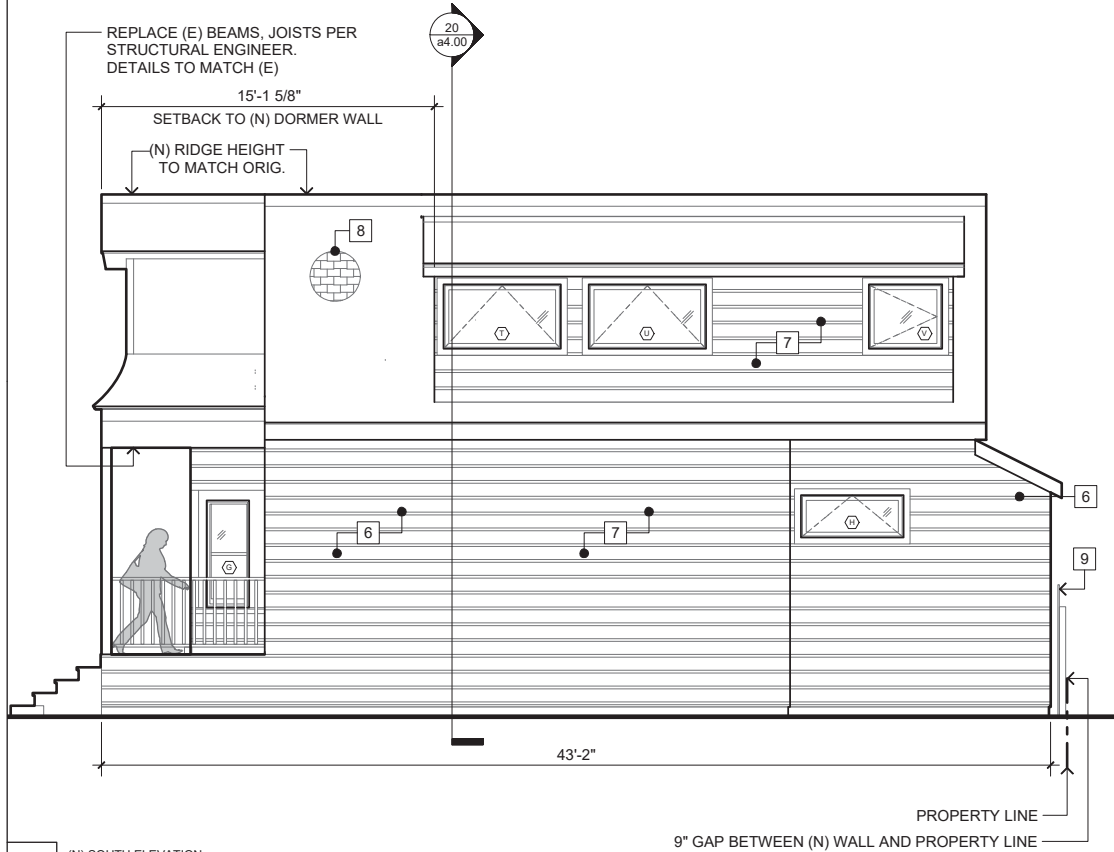 REPLACE (E) BEAMS, JOISTS PER
STRUCTURAL ENGINEER.
DETAILS TO MATCH (E)
20
a4.00
15'-1 5/8"
SETBACK TO (N) DORMER WALL
(N) RIDGE HEIGHT
TO MATCH ORIG.
8
T
U
V
7
6
6
7
H
G
9
43'-2"
PROPERTY LINE
9" GAP BETWEEN (N) WALL AND PROPERTY LINE
(N) SOUTH ELEVATION